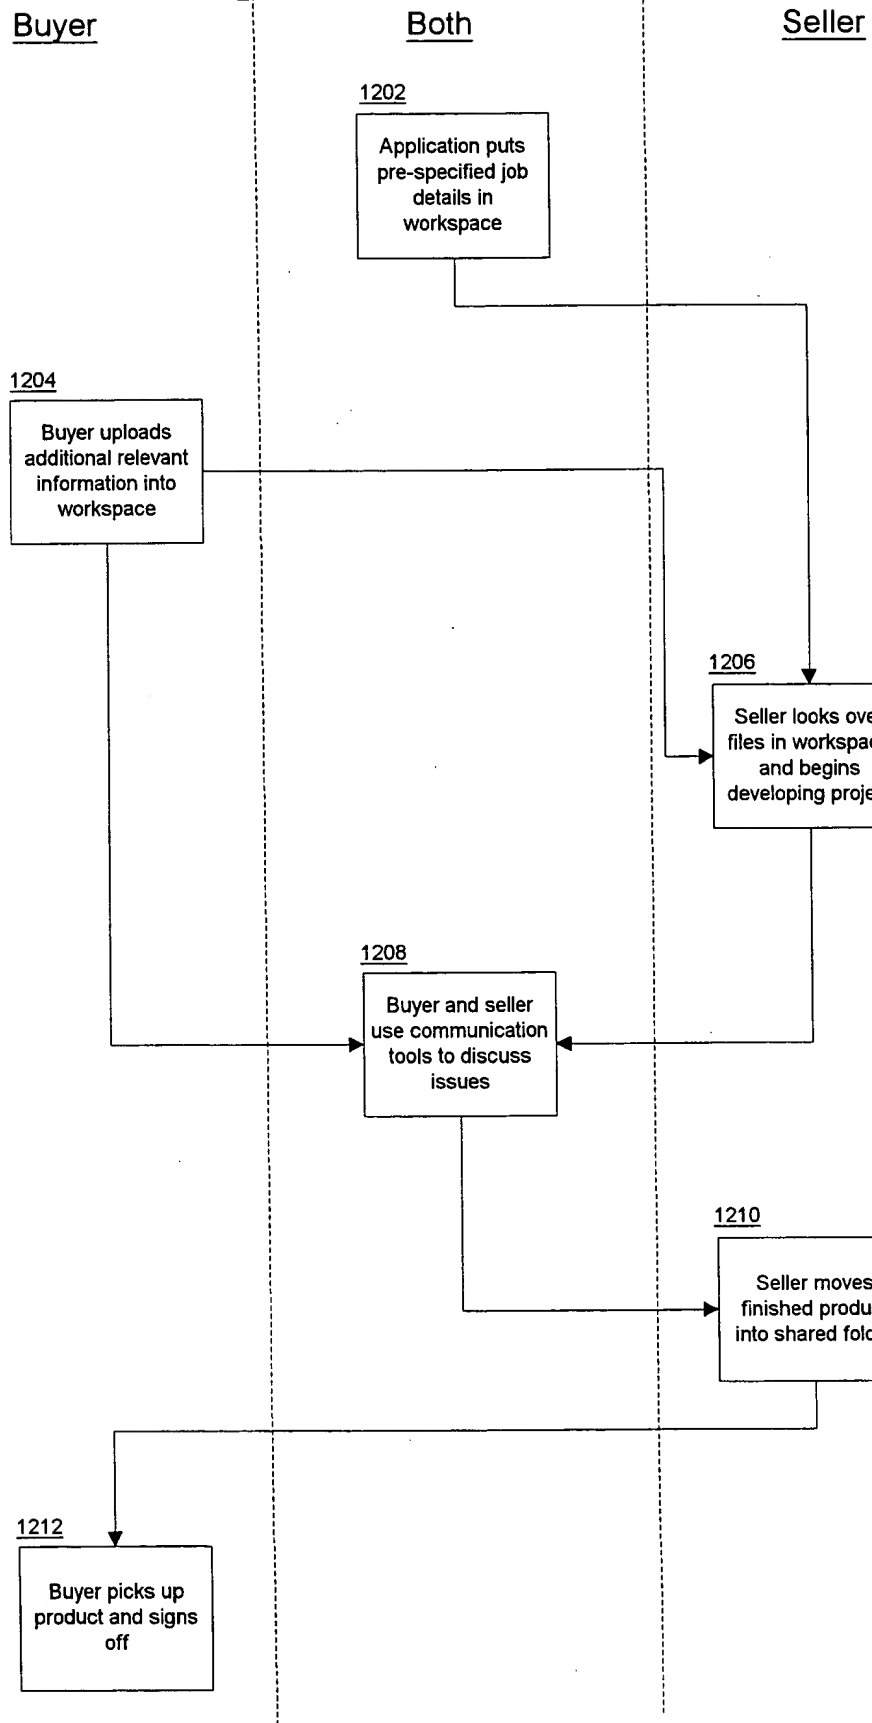 Buyer
Both
Seller
1202
Application puts
pre-specified job
details in
workspace
1204
Buyer uploads
additional relevant
information into
workspace
1206
Seller looks ove
files in workspac
and begins
developing proje
1208
Buyer and seller
use communication
tools to discuss
issues
1210
Seller moves
finished produ
into shared fold
1212
Buyer picks up
product and signs
off